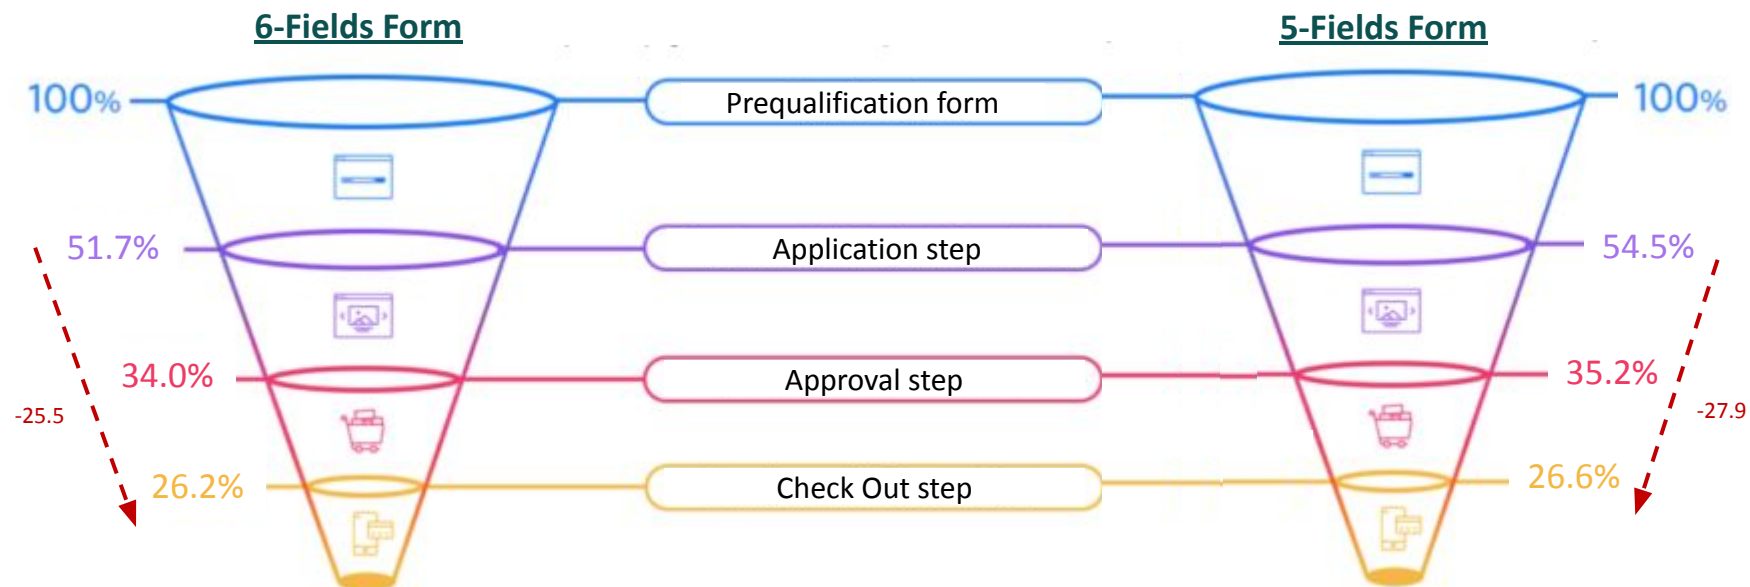 6-Fields Form
5-Fields Form
100%
Prequalification form
100%
51.7%
Application step
54.5%
34.0%
Approval step
35.2%
-25.5
-27.9
26.2%
Check Out step
26.6%